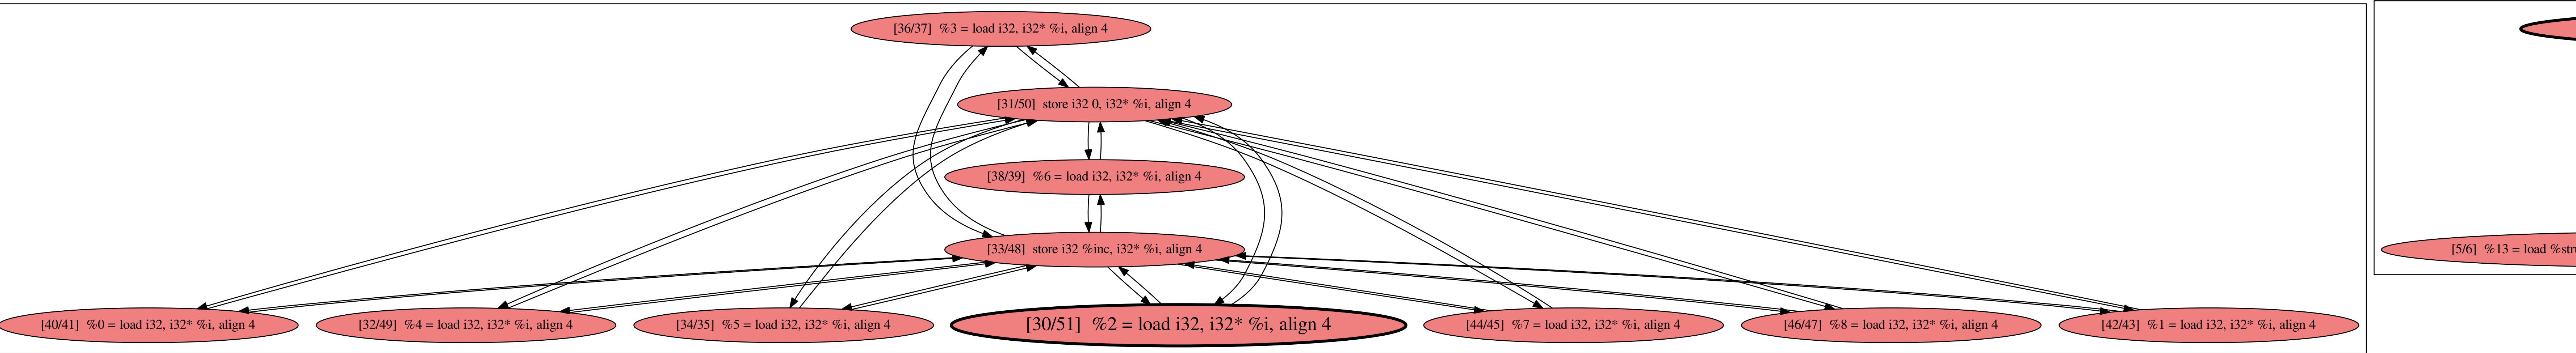 [36/37]  %3 = load i32, i32* %i, align 4
[31/50]  store i32 0, i32* %i, align 4
[38/39]  %6 = load i32, i32* %i, align 4
[33/48]  store i32 %inc, i32* %i, align 4
[5/6]  %13 = load %stru
[40/41]  %0 = load i32, i32* %i, align 4
[32/49]  %4 = load i32, i32* %i, align 4
[34/35]  %5 = load i32, i32* %i, align 4
[30/51]  %2 = load i32, i32* %i, align 4
[44/45]  %7 = load i32, i32* %i, align 4
[46/47]  %8 = load i32, i32* %i, align 4
[42/43]  %1 = load i32, i32* %i, align 4